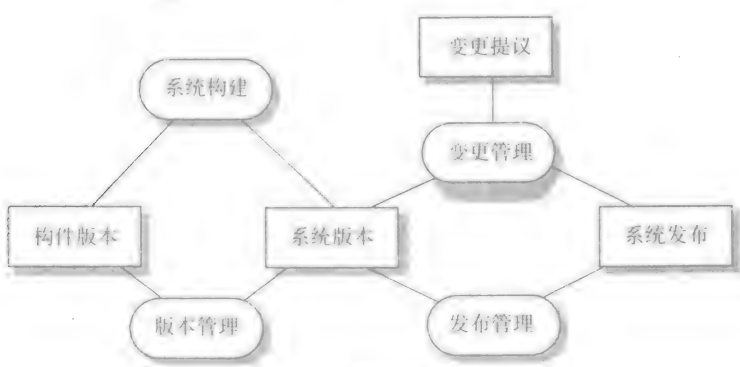 变更提议
系统构建
变更管理
构件版本
系统版本
系统发布
版本管理
发布管理